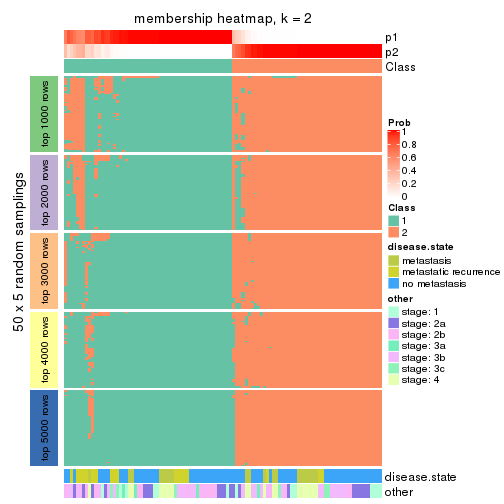 membership heatmap, k = 2
p1
p2
Class
50 x 5 random samplings
top 1000 rows
top 2000 rows
top 3000 rows
top 4000 rows
top 5000 rows
disease.state
other
Prob
1
0.8
0.6
0.4
0.2
0
Class
1
2
disease.state
metastasis
metastatic recurrence
no metastasis
other
stage: 1
stage: 2a
stage: 2b
stage: 3a
stage: 3b
stage: 3c
stage: 4